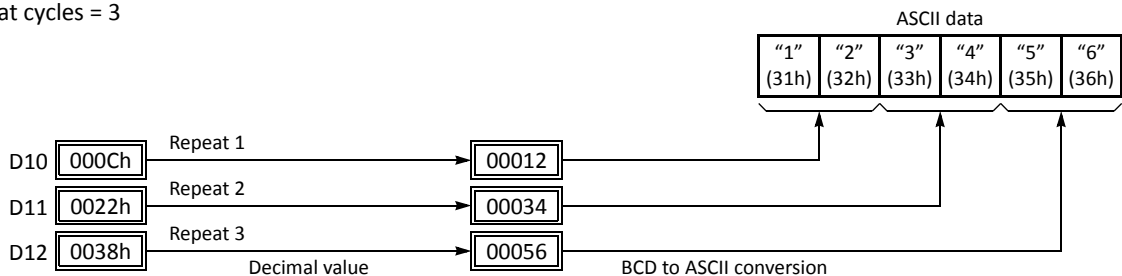 at cycles = 3
ASCII data
“1” “2” “3” “4” “5” “6”
(31h) (32h) (33h) (34h) (35h) (36h)
D10 000Ch Repeat 1 00012
D11 0022h Repeat 2 00034
D12 0038h Repeat 3 00056
Decimal value BCD to ASCII conversion